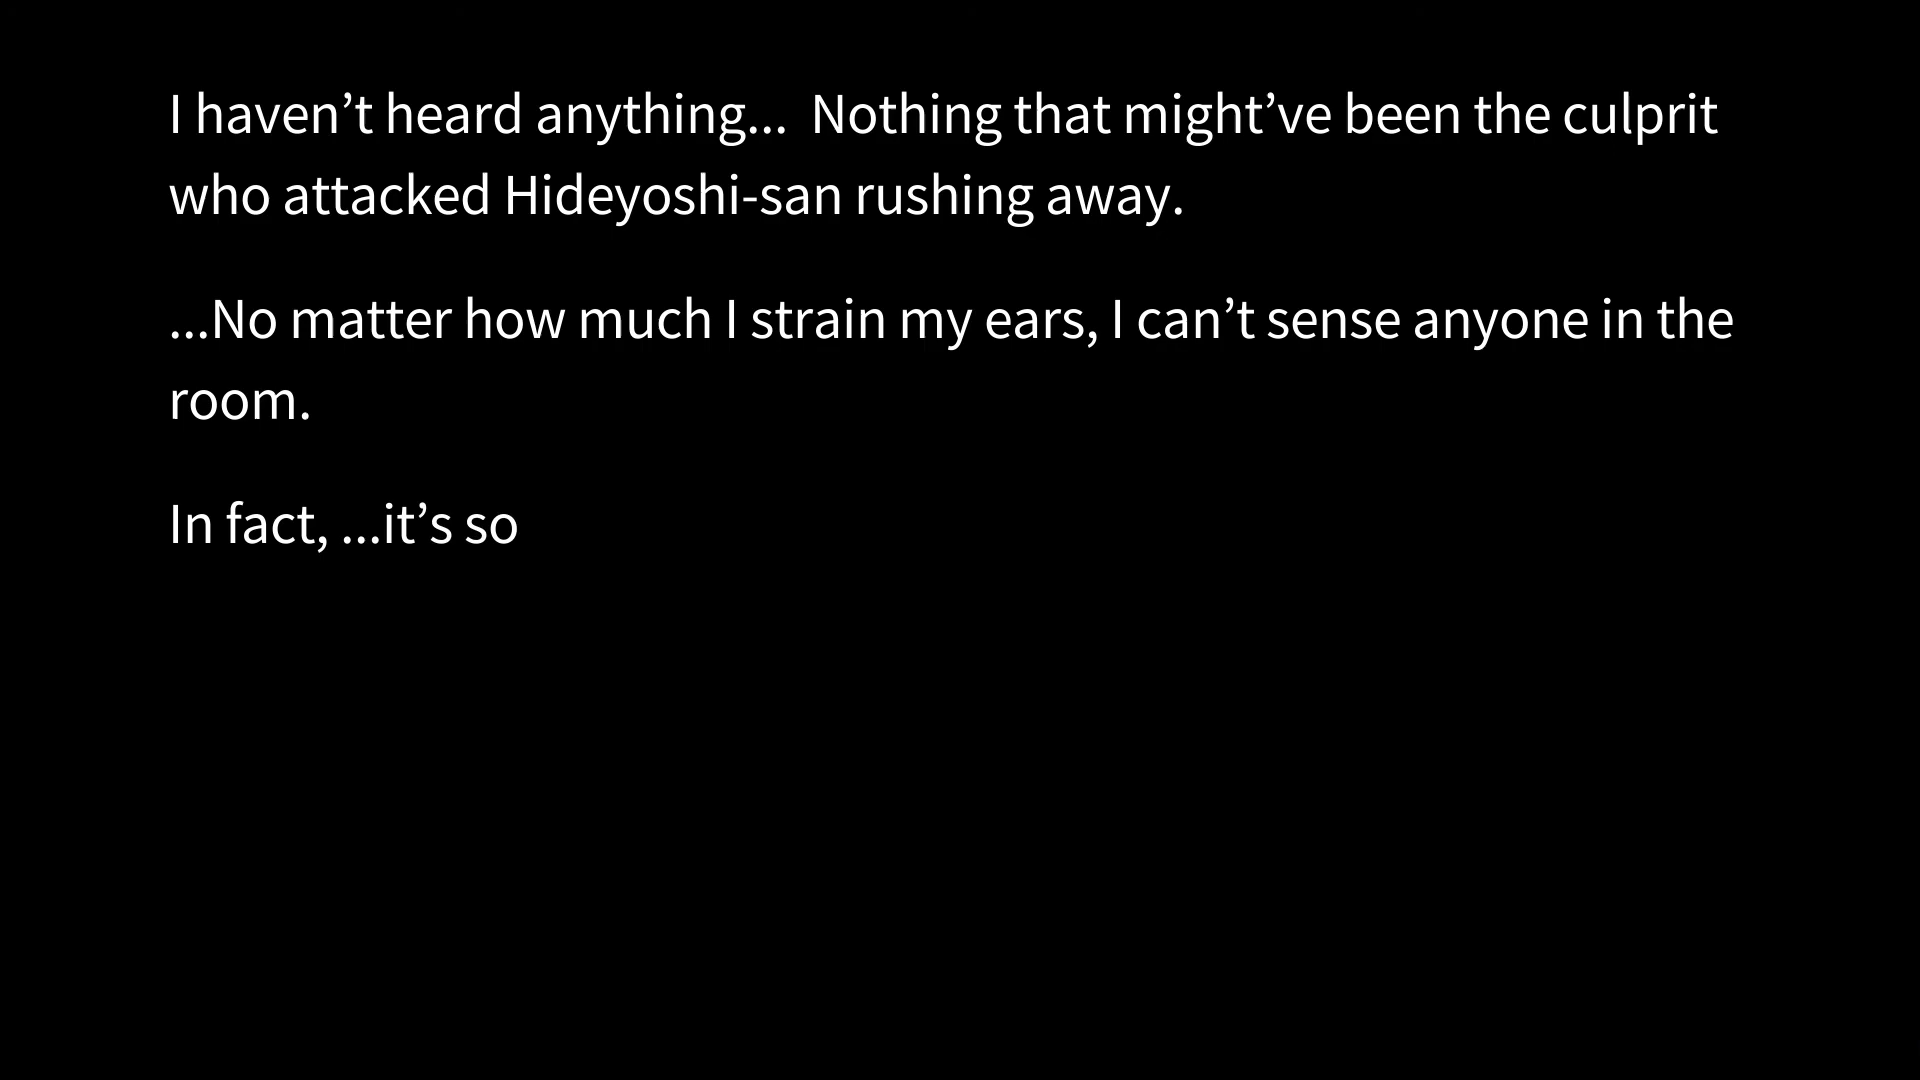 I haven’t heard anything...  Nothing that might’ve been the culprit
who attacked Hideyoshi-san rushing away.
...No matter how much I strain my ears, I can’t sense anyone in the
room.
In fact, ...it’s so